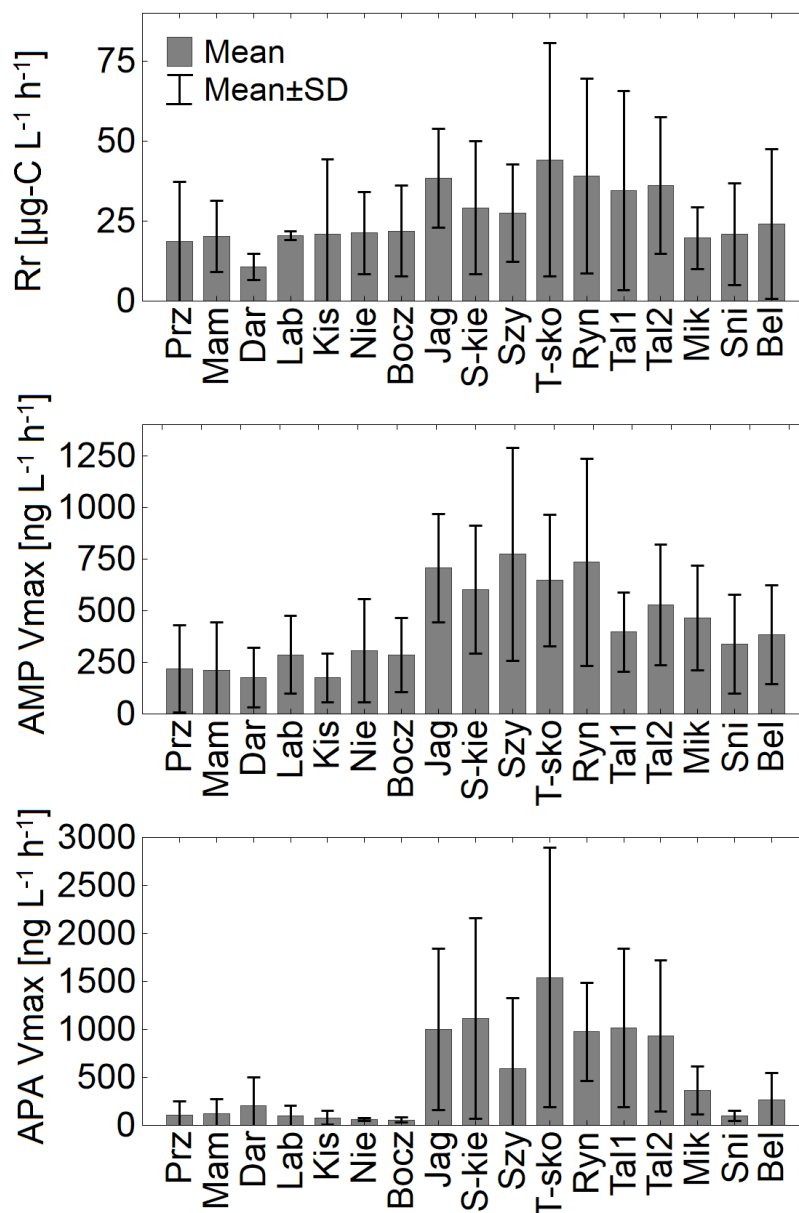 Rr [µg-C L⁻¹ h⁻¹]
75
50
25
0
Mean
Mean±SD
Prz Mam Dar Lab Kis Nie Bocz Jag S-kie Szy T-sko Ryn Tal1 Tal2 Mik Sni Bel
AMP Vmax [ng L⁻¹ h⁻¹]
1250
1000
750
500
250
0
Prz Mam Dar Lab Kis Nie Bocz Jag S-kie Szy T-sko Ryn Tal1 Tal2 Mik Sni Bel
APA Vmax [ng L⁻¹ h⁻¹]
3000
2500
2000
1500
1000
500
0
Prz Mam Dar Lab Kis Nie Bocz Jag S-kie Szy T-sko Ryn Tal1 Tal2 Mik Sni Bel